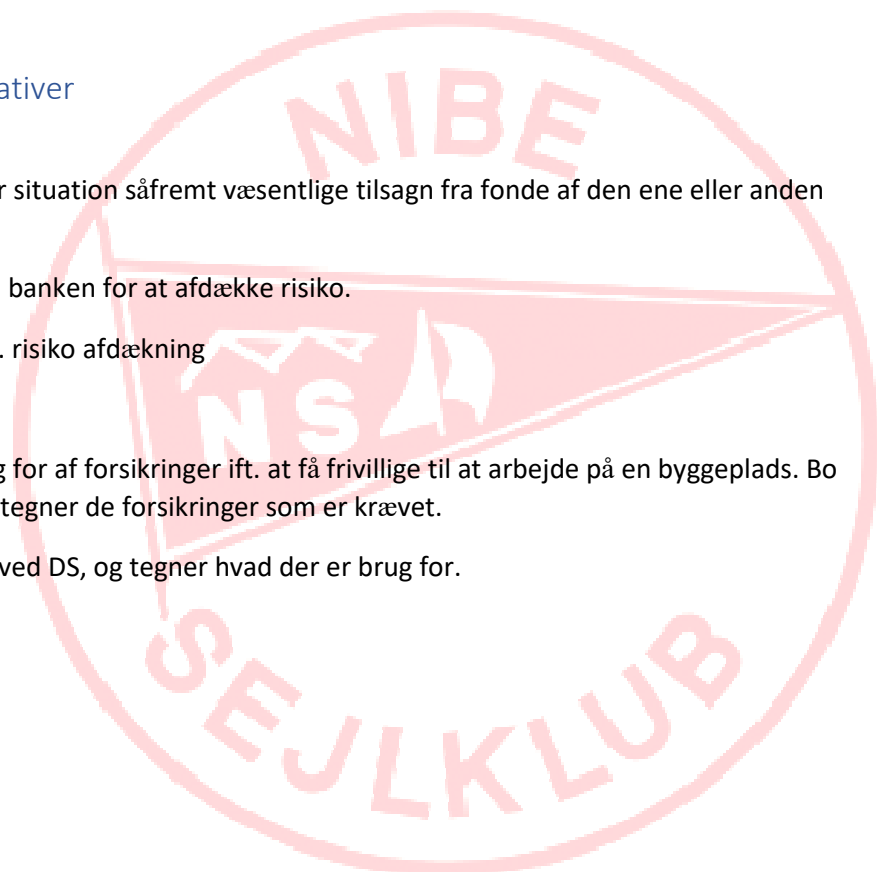 ativer
NIBE
r situation såfremt væsentlige tilsagn fra fonde af den ene eller anden
banken for at afdække risiko.
. risiko afdækning
NS
g for af forsikringer ift. at få frivillige til at arbejde på en byggeplads. Bo
tegner de forsikringer som er krævet.
ved DS, og tegner hvad der er brug for.
SEJLKLUB